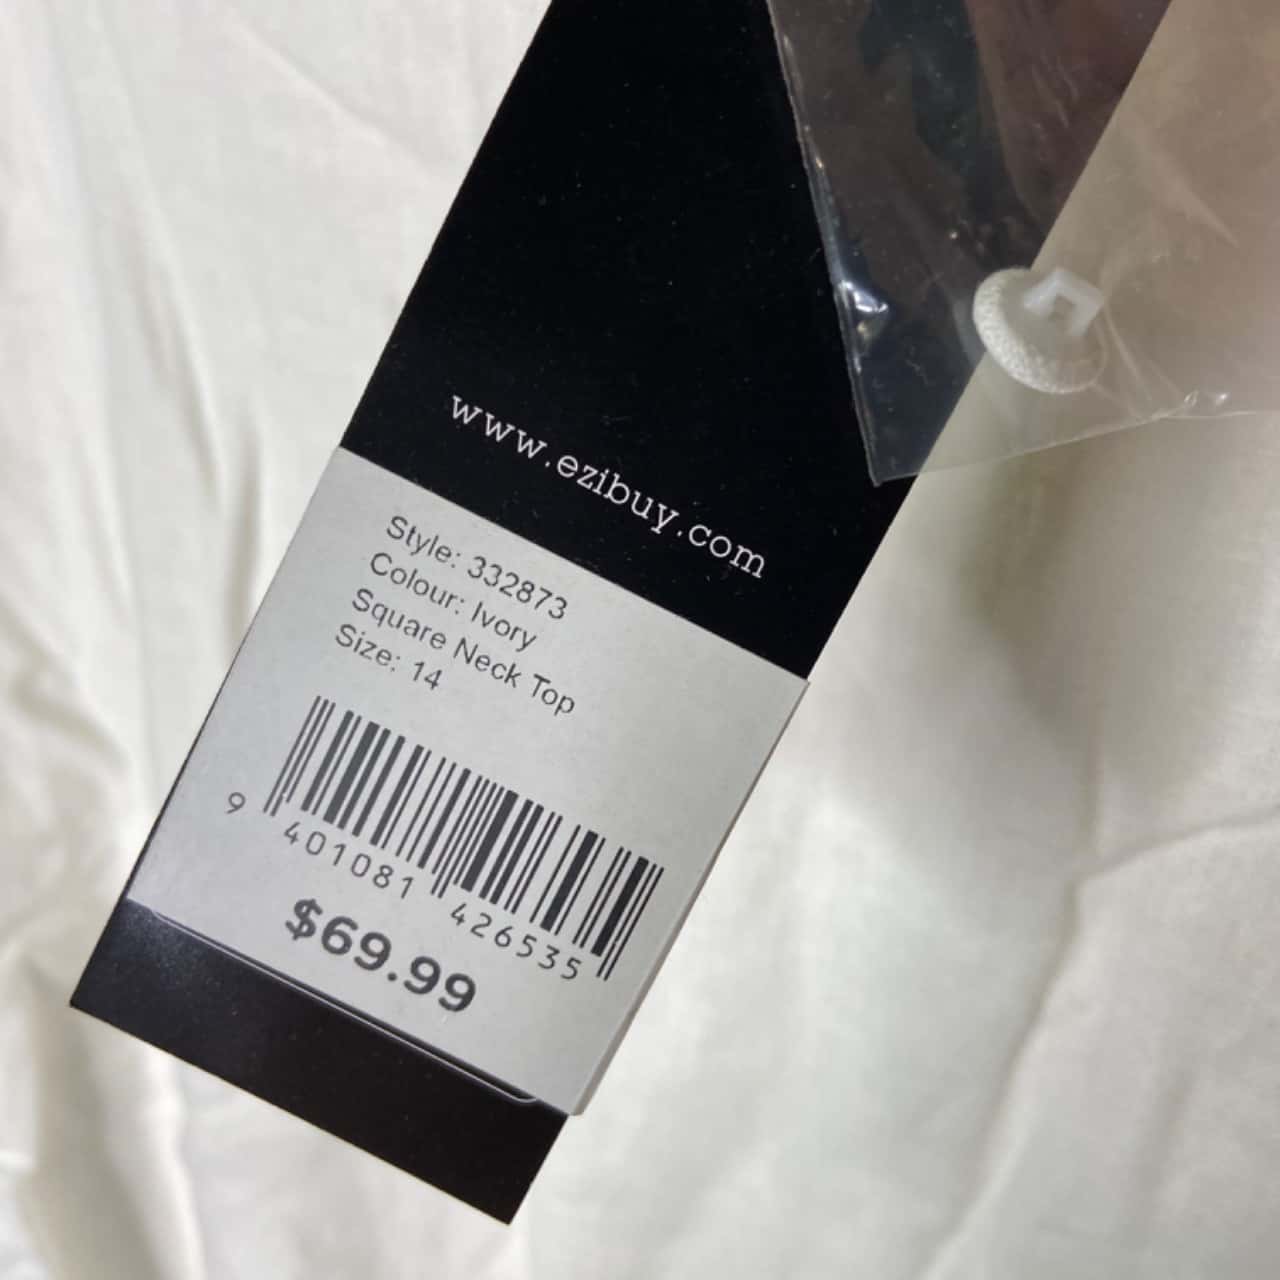 www.ezibuy.com
Style: 332873
Colour: Ivory
Square Neck Top
Size: 14
9 401081 426535
$69.99